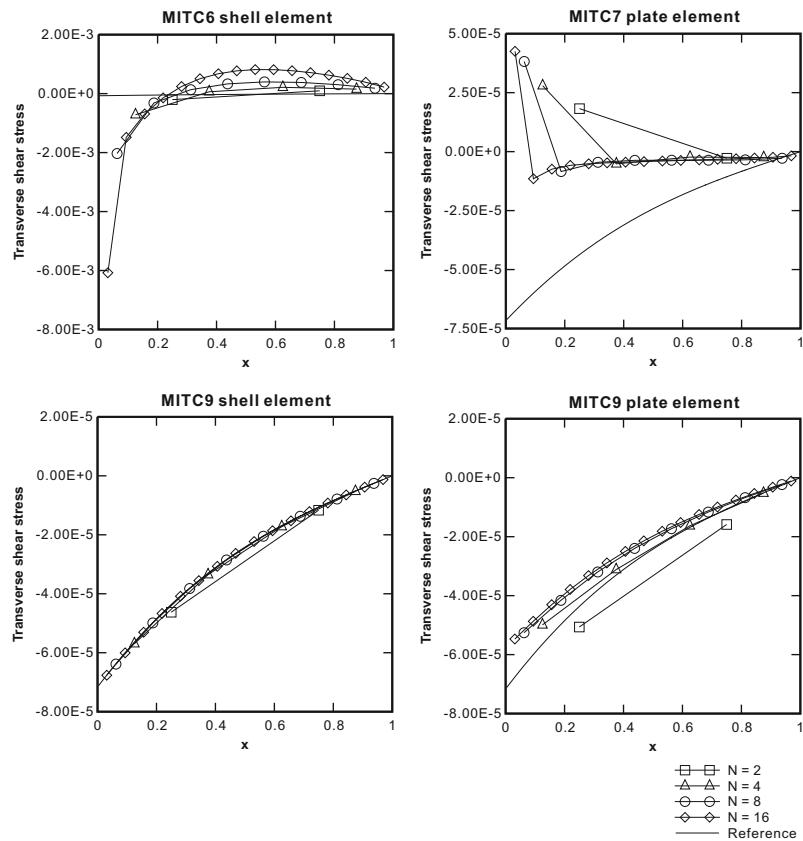 MITC6 shell element
2.00E-3
0.00E+0
-2.00E-3
-4.00E-3
-6.00E-3
-8.00E-3
Transverse shear stress
0 0.2 0.4 0.6 0.8 1
x
MITC7 plate element
5.00E-5
2.50E-5
0.00E+0
-2.50E-5
-5.00E-5
-7.50E-5
Transverse shear stress
0 0.2 0.4 0.6 0.8 1
x
MITC9 shell element
2.00E-5
0.00E+0
-2.00E-5
-4.00E-5
-6.00E-5
-8.00E-5
Transverse shear stress
0 0.2 0.4 0.6 0.8 1
x
MITC9 plate element
2.00E-5
0.00E+0
-2.00E-5
-4.00E-5
-6.00E-5
-8.00E-5
Transverse shear stress
0 0.2 0.4 0.6 0.8 1
x
N = 2
N = 4
N = 8
N = 16
Reference